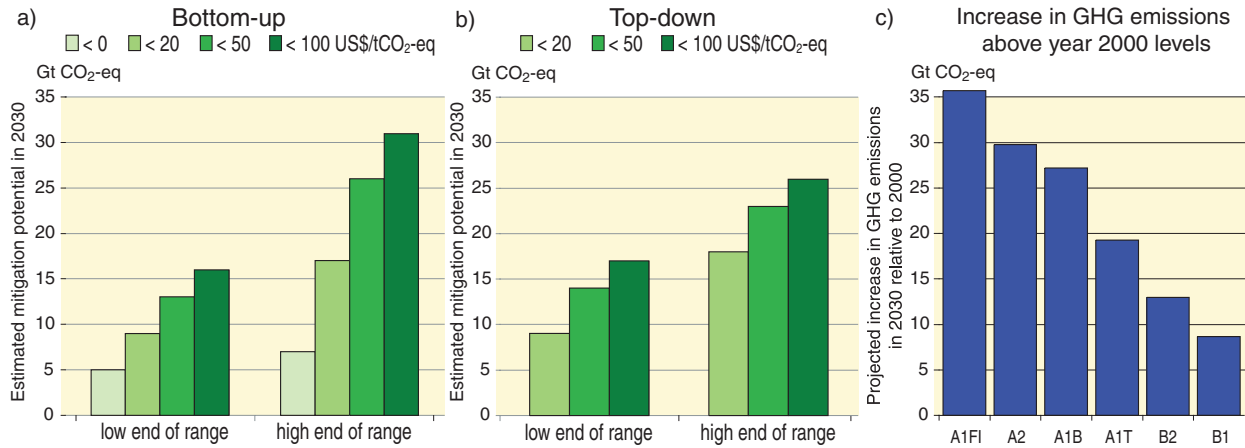 a) Bottom-up
< 0 < 20 < 50 < 100 US$/tCO₂-eq
Gt CO₂-eq
Estimated mitigation potential in 2030
35
30
25
20
15
10
5
0
low end of range high end of range
b) Top-down
< 20 < 50 < 100 US$/tCO₂-eq
Gt CO₂-eq
Estimated mitigation potential in 2030
35
30
25
20
15
10
5
0
low end of range high end of range
c) Increase in GHG emissions
above year 2000 levels
Gt CO₂-eq
Projected increase in GHG emissions
in 2030 relative to 2000
35
30
25
20
15
10
5
0
A1FI A2 A1B A1T B2 B1